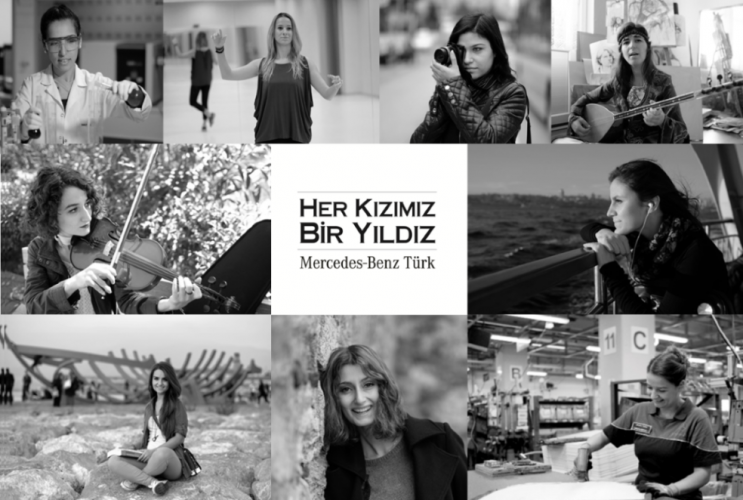 HER KIZIMIZ
BİR YILDIZ
Mercedes-Benz Türk
11 C
R